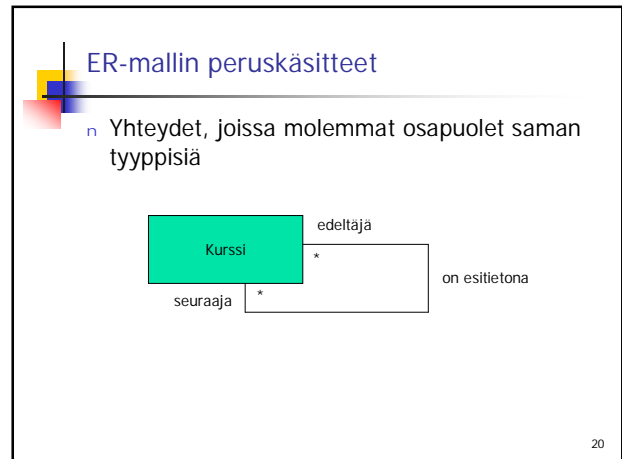 ER-mallin peruskäsitteet
n Yhteydet, joissa molemmat osapuolet saman
tyyppisiä
edeltäjä
Kurssi
*
on esitietona
seuraaja
*
20